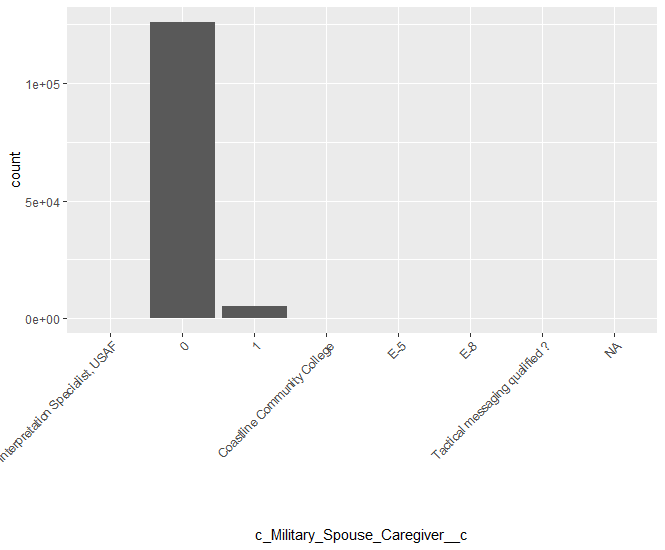 1e+05
count
5e+04
0e+00
Interpretation Specialist, USAF
0
1
Coastline Community College
E-5
E-8
Tactical messaging qualified ?
NA
c_Military_Spouse_Caregiver__c